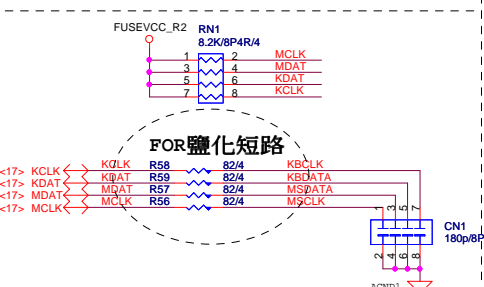 FUSEVCC_R2 RN1
8.2K/8P4R/4
1 2 MCLK
3 4 MDAT
5 6 KDAT
7 8 KCLK
FOR鹽化短路
<17> KCLK KCLK R58 82/4 KBCLK
<17> KDAT KDAT R59 82/4 KBDATA
<17> MDAT MDAT R57 82/4 MSDATA
<17> MCLK MCLK R56 82/4 MSCLK
1 3 5 7
CN1
180p/8P
2 4 6 8